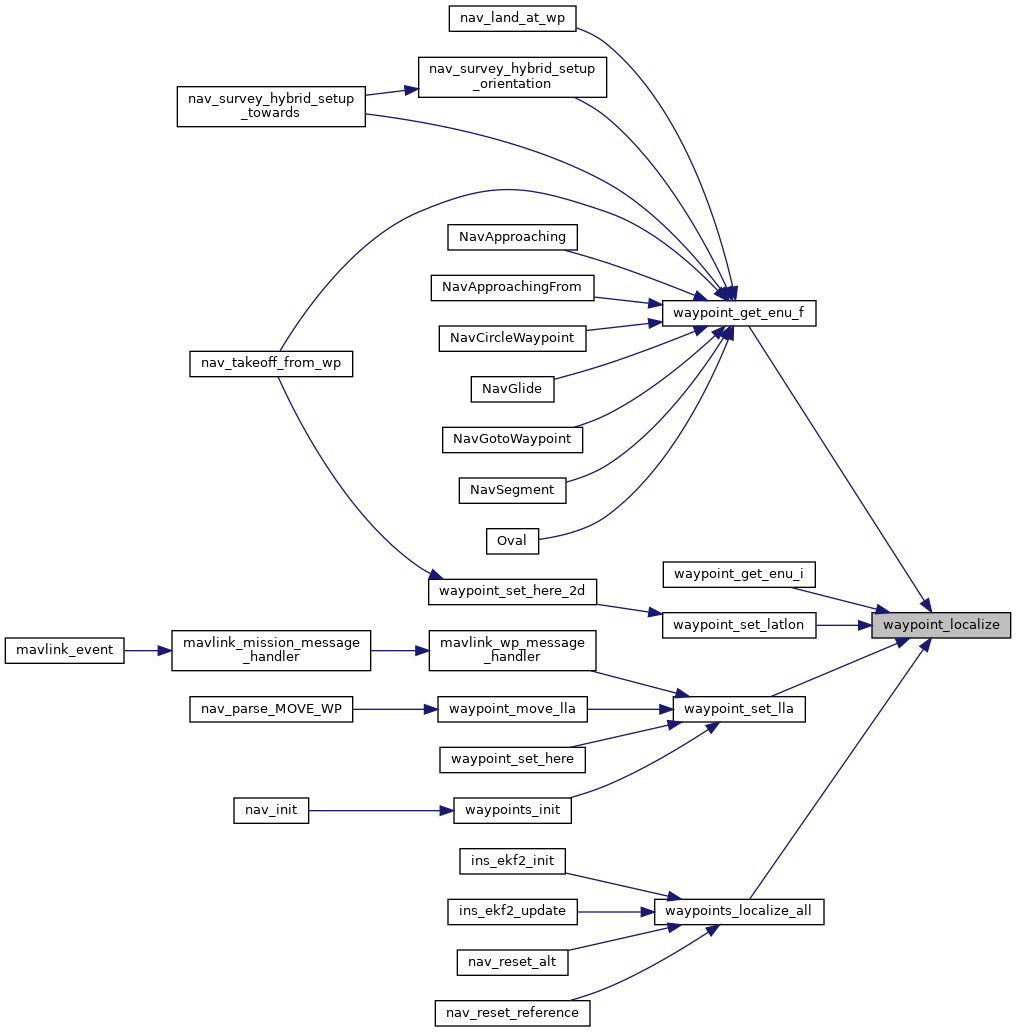 nav_land_at_wp
nav_survey_hybrid_setup
_orientation
nav_survey_hybrid_setup
_towards
NavApproaching
NavApproachingFrom
waypoint_get_enu_f
NavCircleWaypoint
nav_takeoff_from_wp
NavGlide
NavGotoWaypoint
NavSegment
Oval
waypoint_get_enu_i
waypoint_set_here_2d
waypoint_set_latlon
waypoint_localize
mavlink_event
mavlink_mission_message
_handler
mavlink_wp_message
_handler
nav_parse_MOVE_WP
waypoint_move_lla
waypoint_set_lla
waypoint_set_here
nav_init
waypoints_init
ins_ekf2_init
ins_ekf2_update
waypoints_localize_all
nav_reset_alt
nav_reset_reference